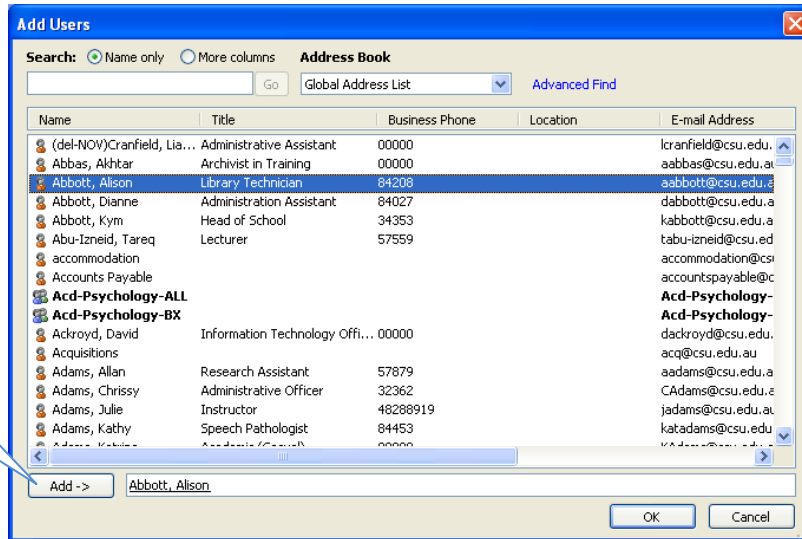 Add Users
Search: Name only More columns Address Book
Go Global Address List Advanced Find
Name Title Business Phone Location E-mail Address
(del-NOV)Cranfield, Lia... Administrative Assistant 00000 lcranfield@csu.edu.
Abbas, Akhtar Archivist in Training 00000 aabbas@csu.edu.au
Abbott, Alison Library Technician 84208 aabbott@csu.edu.a
Abbott, Dianne Administration Assistant 84027 dabbott@csu.edu.a
Abbott, Kym Head of School 34353 kabbott@csu.edu.a
Abu-Izneid, Tareq Lecturer 57559 tabu-izneid@csu.ed
accommodation accommodation@csu
Accounts Payable accountspayable@c
Acd-Psychology-ALL Acd-Psychology-
Acd-Psychology-BX Acd-Psychology-
Ackroyd, David Information Technology Offi... 00000 dackroyd@csu.edu.
Acquisitions acq@csu.edu.au
Adams, Allan Research Assistant 57879 aadams@csu.edu.a
Adams, Chrissy Administrative Officer 32362 CAdams@csu.edu.a
Adams, Julie Instructor 48288919 jadams@csu.edu.au
Adams, Kathy Speech Pathologist 84453 katadams@csu.edu
Adams, Katrina Academic (Casual) 00000
Add -> Abbott, Alison
OK Cancel